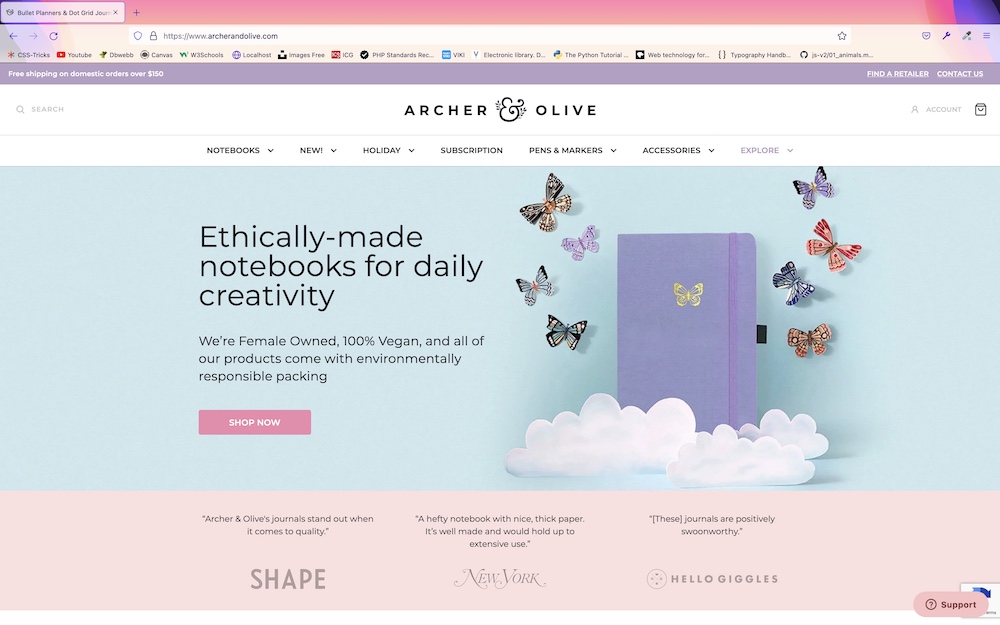 Bullet Planners & Dot Grid Jour
https://www.archerandolive.com
CSS-Tricks
Youtube
Dbwebb
Canvas
W3Schools
Localhost
Images Free
ICG
PHP Standards Rec...
VIKI
Electronic library. D...
The Python Tutorial ...
Web technology for...
Typography Handb...
js-v2/01_animals.m...
Free shipping on domestic orders over $150
FIND A RETAILER
CONTACT US
SEARCH
ARCHER & OLIVE
ACCOUNT
NOTEBOOKS
NEW!
HOLIDAY
SUBSCRIPTION
PENS & MARKERS
ACCESSORIES
EXPLORE
Ethically-made
notebooks for daily
creativity
We're Female Owned, 100% Vegan, and all of
our products come with environmentally
responsible packing
SHOP NOW
"Archer & Olive's journals stand out when
it comes to quality."
SHAPE
"A hefty notebook with nice, thick paper.
It's well made and would hold up to
extensive use."
NEW YORK
"[These] journals are positively
swoonworthy."
HELLO GIGGLES
Support